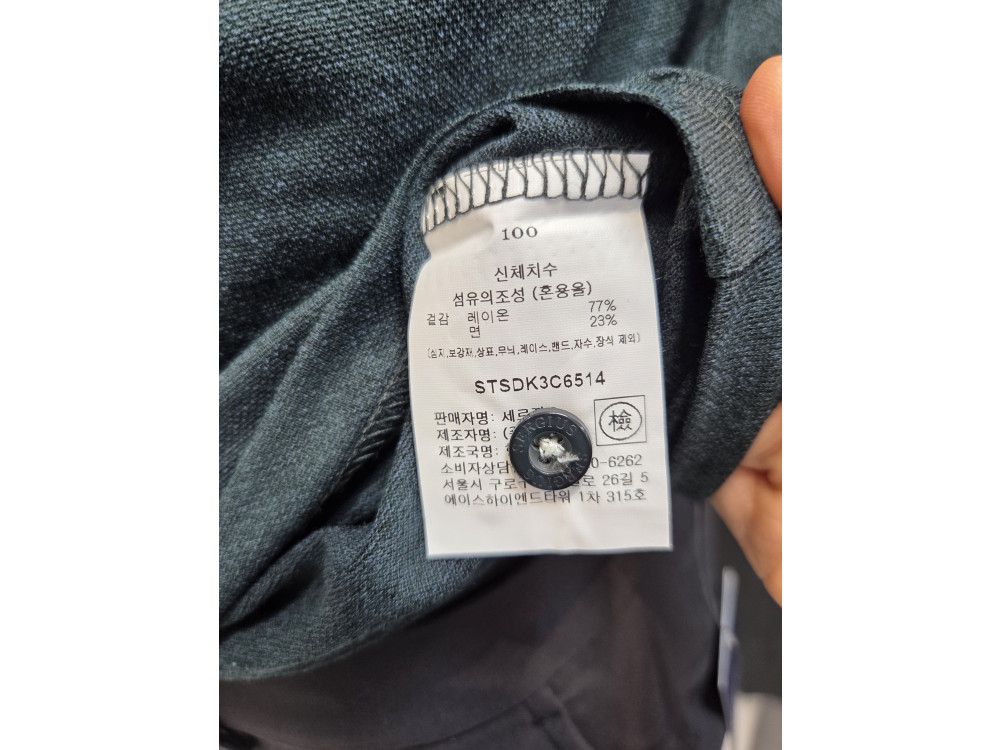 100
신체치수
섬유의조성 (혼용율)
겉감 레이온 77%
면 23%
(심지,보강재,상표,무늬,레이스,밴드,자수,장식 제외)
STSDK3C6514
판매자명:
제조자명:
제조국명:
소비자상담 0-6262
서울시 26길 5
에이스하이엔드타워 1차 315호
檢